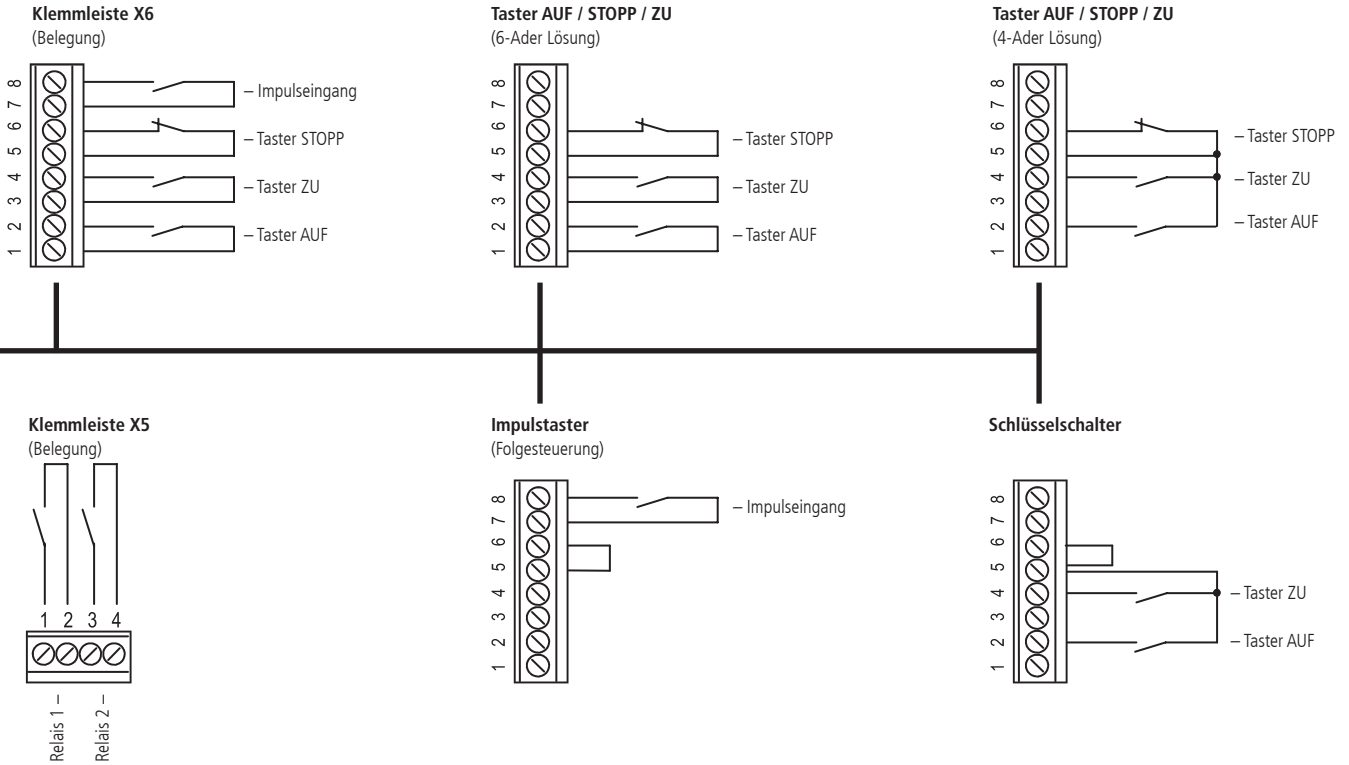 Klemmleiste X6
(Belegung)
8
7
6
5
4
3
2
1
– Impulseingang
– Taster STOPP
– Taster ZU
– Taster AUF
Taster AUF / STOPP / ZU
(6-Ader Lösung)
8
7
6
5
4
3
2
1
– Taster STOPP
– Taster ZU
– Taster AUF
Taster AUF / STOPP / ZU
(4-Ader Lösung)
8
7
6
5
4
3
2
1
– Taster STOPP
– Taster ZU
– Taster AUF
Klemmleiste X5
(Belegung)
1 2 3 4
Relais 1 –
Relais 2 –
Impulstaster
(Folgesteuerung)
8
7
6
5
4
3
2
1
– Impulseingang
Schlüsselschalter
8
7
6
5
4
3
2
1
– Taster ZU
– Taster AUF